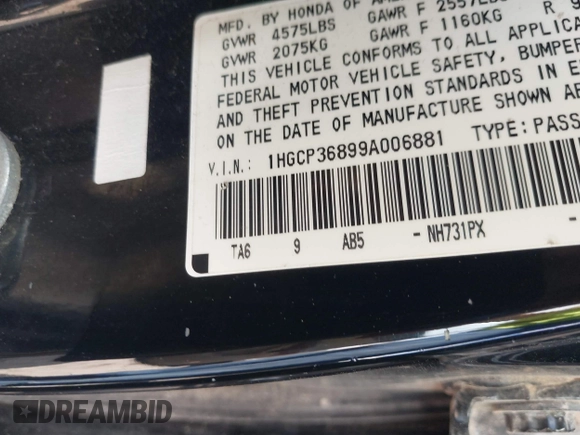 MFD. BY HONDA OF
GVWR 4575LBS GAWR F 2557LBS
GVWR 2075KG GAWR F 1160KG R
THIS VEHICLE CONFORMS TO ALL
FEDERAL MOTOR VEHICLE SAFETY, BUMPER
AND THEFT PREVENTION STANDARDS IN
ON THE DATE OF MANUFACTURE SHOWN
V.I.N.: 1HGCP36899A006881 TYPE:PASS
TA6 9 AB5 -NH731PX -
DREAMBID